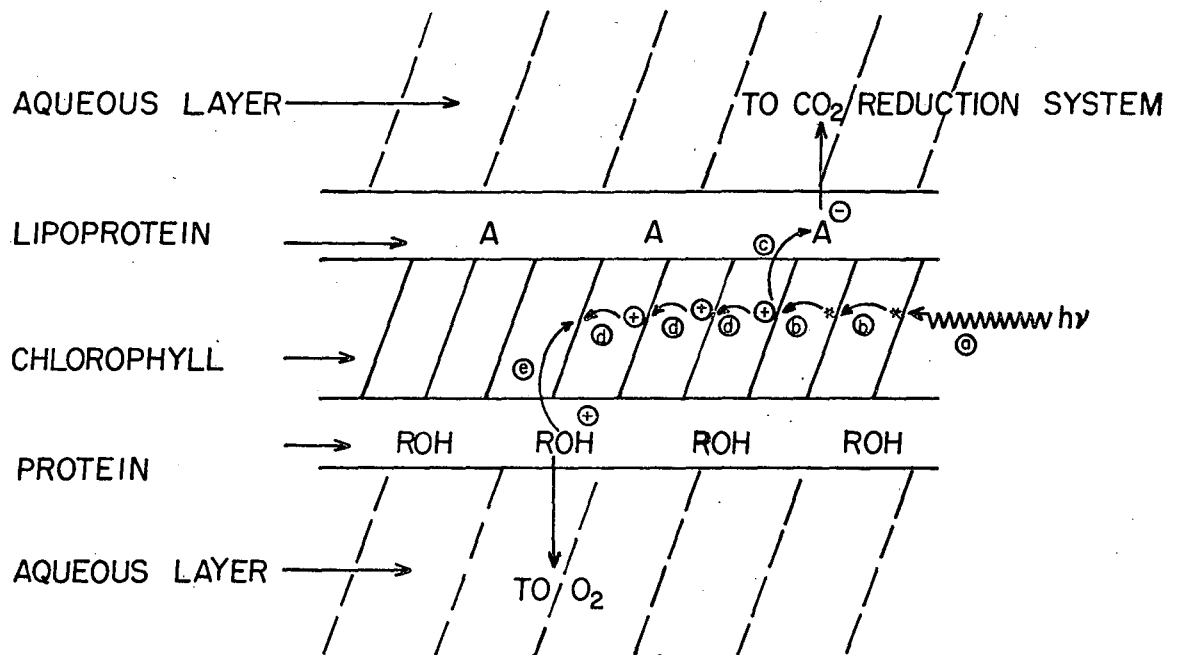 AQUEOUS LAYER
TO CO₂ REDUCTION SYSTEM
LIPOPROTEIN
A A A ⊖
ⓒ
CHLOROPHYLL
ⓓ ⊕ ⓓ ⊕ ⓓ ⊕ ⓑ * ⓑ * hν
ⓐ
ⓔ
⊕
PROTEIN
ROH ROH ROH ROH
AQUEOUS LAYER
TO O₂